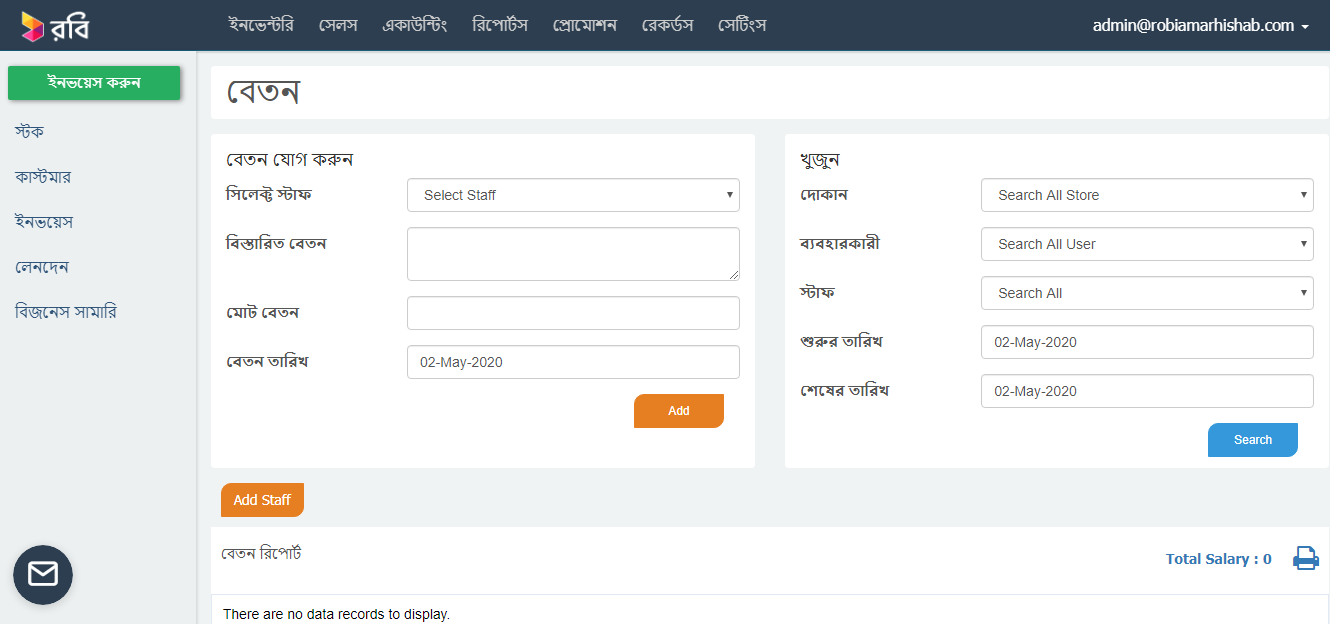 রবি
ইনভেন্টরি সেলস একাউন্টিং রিপোর্টস প্রোমোশন রেকর্ডস সেটিংস
admin@robiamarhishab.com
ইনভয়েস করুন
স্টক
কাস্টমার
ইনভয়েস
লেনদেন
বিজনেস সামারি
বেতন
বেতন যোগ করুন
সিলেক্ট স্টাফ Select Staff
বিস্তারিত বেতন
মোট বেতন
বেতন তারিখ 02-May-2020
Add
খুজুন
দোকান Search All Store
ব্যবহারকারী Search All User
স্টাফ Search All
শুরুর তারিখ 02-May-2020
শেষের তারিখ 02-May-2020
Search
Add Staff
বেতন রিপোর্ট
Total Salary : 0
There are no data records to display.